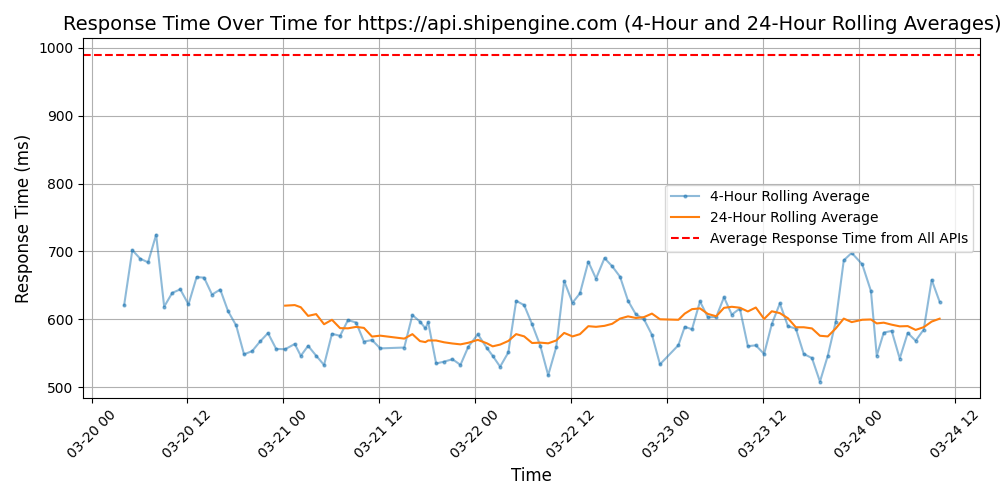 Response Time Over Time for https://api.shipengine.com (4-Hour and 24-Hour Rolling Averages)
Response Time (ms)
1000
900
800
700
600
500
4-Hour Rolling Average
24-Hour Rolling Average
Average Response Time from All APIs
03-20 00
03-20 12
03-21 00
03-21 12
03-22 00
03-22 12
03-23 00
03-23 12
03-24 00
03-24 12
Time